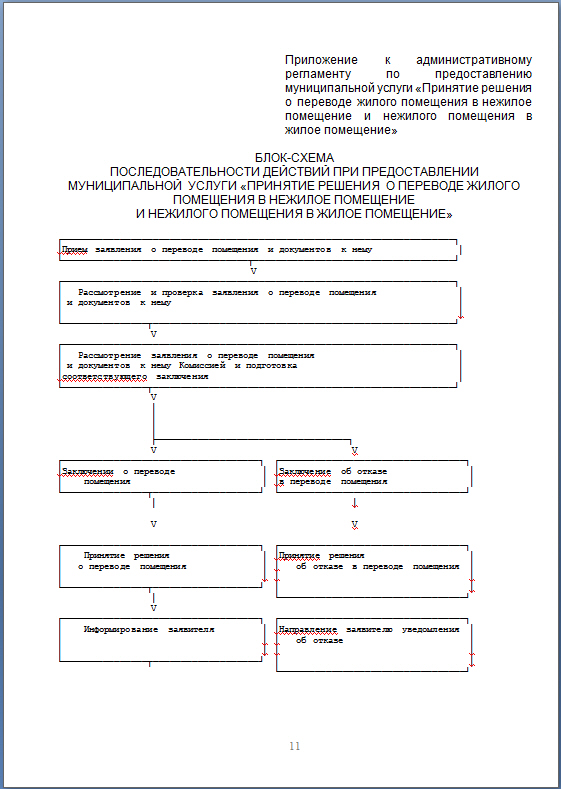 Приложение к административному
регламенту по предоставлению
муниципальной услуги «Принятие решения
о переводе жилого помещения в нежилое
помещение и нежилого помещения в
жилое помещение»
БЛОК-СХЕМА
ПОСЛЕДОВАТЕЛЬНОСТИ ДЕЙСТВИЙ ПРИ ПРЕДОСТАВЛЕНИИ
МУНИЦИПАЛЬНОЙ УСЛУГИ «ПРИНЯТИЕ РЕШЕНИЯ О ПЕРЕВОДЕ ЖИЛОГО
ПОМЕЩЕНИЯ В НЕЖИЛОЕ ПОМЕЩЕНИЕ
И НЕЖИЛОГО ПОМЕЩЕНИЯ В ЖИЛОЕ ПОМЕЩЕНИЕ»
Прием заявления о переводе помещения и документов к нему
V
Рассмотрение и проверка заявления о переводе помещения
и документов к нему
V
Рассмотрение заявления о переводе помещения
и документов к нему Комиссией и подготовка
соответствующего заключения
V
V V
Заключении о переводе
помещения
Заключение об отказе
в переводе помещения
V V
Принятие решения
о переводе помещения
Принятие решения
об отказе в переводе помещения
V
Информирование заявителя
Направление заявителю уведомления
об отказе
11